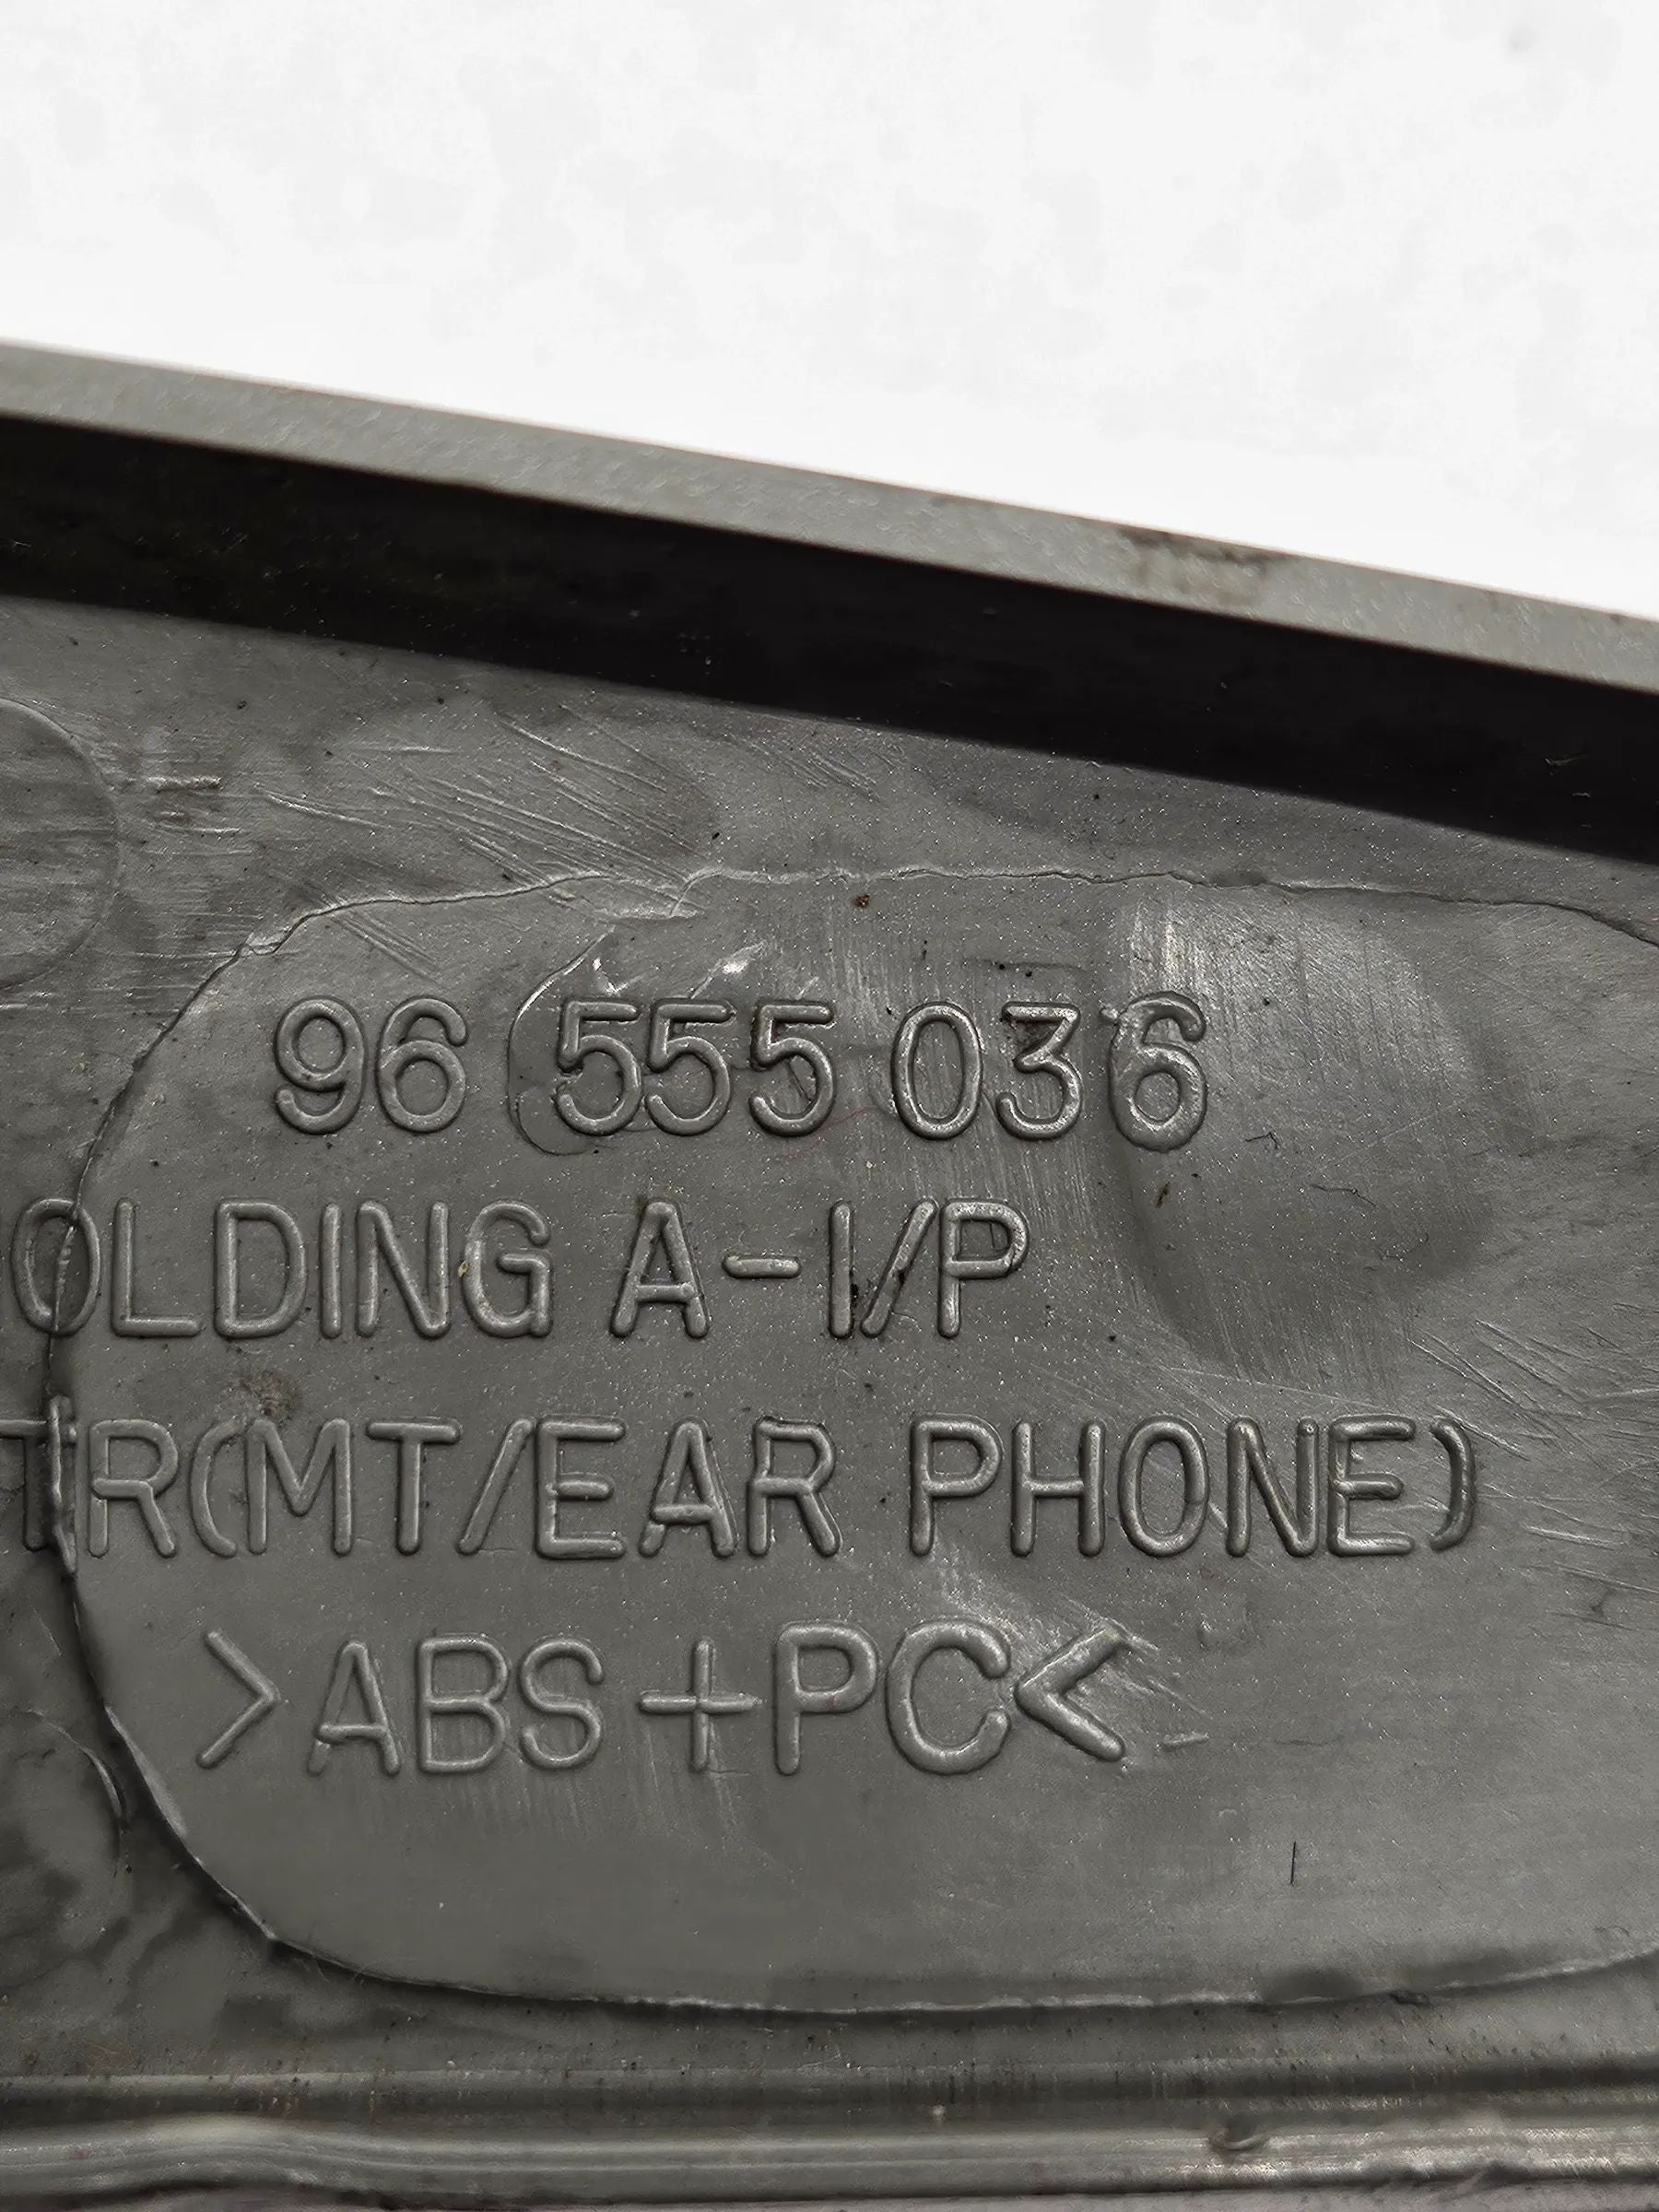 96 555 036
OLDING A-I/P
TR(MT/EAR PHONE)
>ABS+PC<